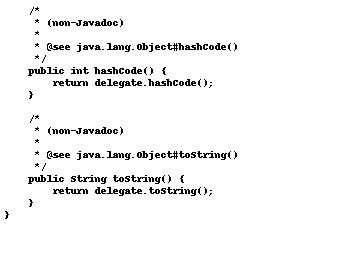 /*
 * (non-Javadoc)
 *
 * @see java.lang.Object#hashCode()
 */
public int hashCode() {
    return delegate.hashCode();
}

/*
 * (non-Javadoc)
 *
 * @see java.lang.Object#toString()
 */
public String toString() {
    return delegate.toString();
}
}